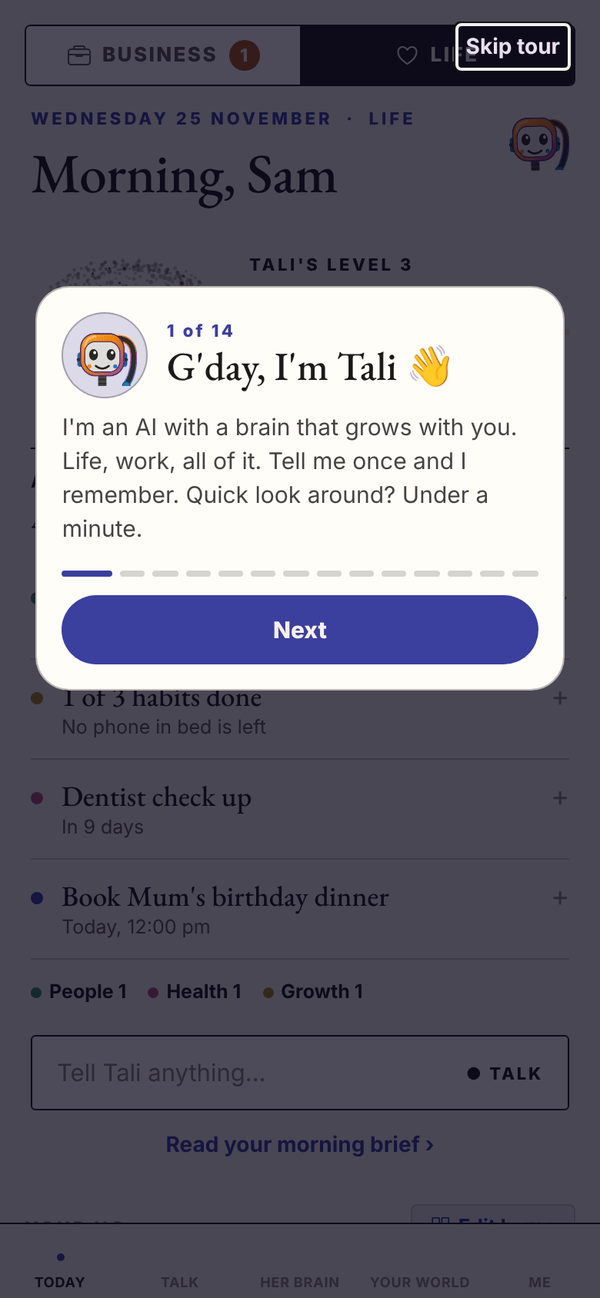 BUSINESS 1
LIFE
Skip tour
WEDNESDAY 25 NOVEMBER · LIFE
Morning, Sam
TALI'S LEVEL 3
1 of 14
G'day, I'm Tali 👋
I'm an AI with a brain that grows with you.
Life, work, all of it. Tell me once and I
remember. Quick look around? Under a
minute.
Next
1 of 3 habits done
No phone in bed is left
Dentist check up
In 9 days
Book Mum's birthday dinner
Today, 12:00 pm
People 1 Health 1 Growth 1
Tell Tali anything...
TALK
Read your morning brief ›
TODAY
TALK
HER BRAIN
YOUR WORLD
ME